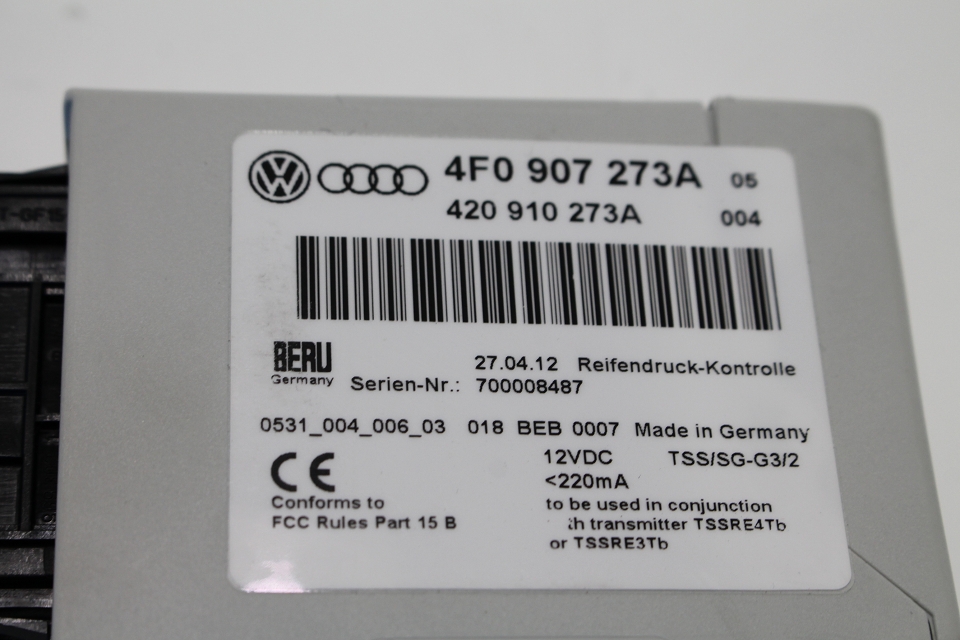 4F0 907 273A 05
420 910 273A 004
BERU
Germany
27.04.12 Reifendruck-Kontrolle
Serien-Nr.: 700008487
0531_004_006_03 018 BEB 0007 Made in Germany
12VDC TSS/SG-G3/2
<220mA
CE
Conforms to
FCC Rules Part 15 B
to be used in conjunction
th transmitter TSSRE4Tb
or TSSRE3Tb